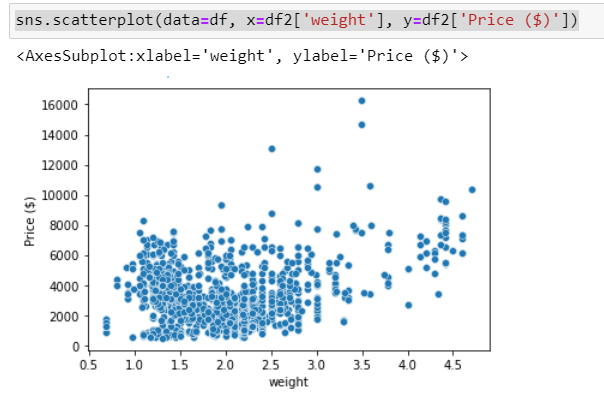 sns.scatterplot(data=df, x=df2['weight'], y=df2['Price ($)'])
<AxesSubplot:xlabel='weight', ylabel='Price ($)'>
16000
14000
12000
10000
8000
6000
4000
2000
0
Price ($)
0.5 1.0 1.5 2.0 2.5 3.0 3.5 4.0 4.5
weight